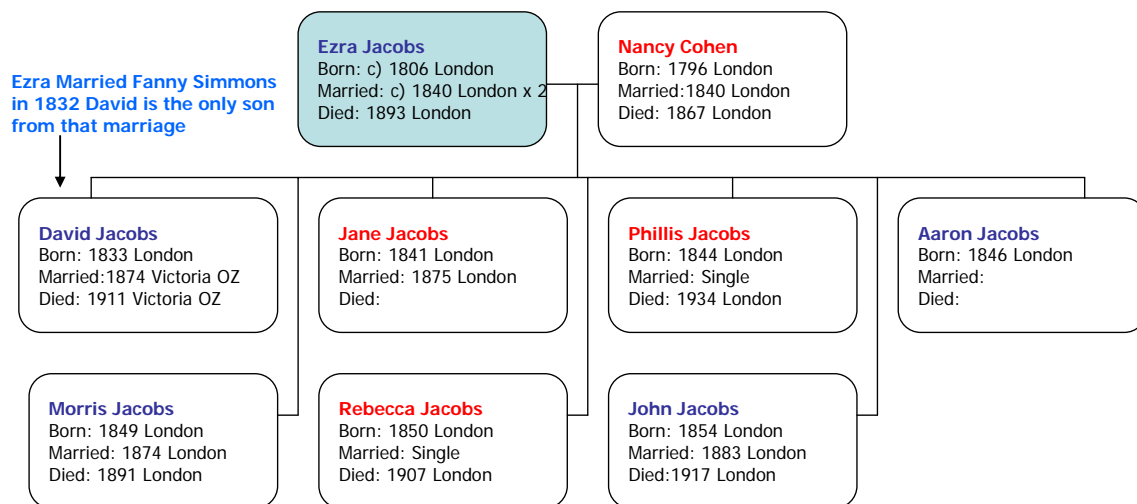 Ezra Jacobs
Born: c) 1806 London
Married: c) 1840 London x 2
Died: 1893 London
Nancy Cohen
Born: 1796 London
Married:1840 London
Died: 1867 London
Ezra Married Fanny Simmons
in 1832 David is the only son
from that marriage
David Jacobs
Born: 1833 London
Married:1874 Victoria OZ
Died: 1911 Victoria OZ
Jane Jacobs
Born: 1841 London
Married: 1875 London
Died:
Phillis Jacobs
Born: 1844 London
Married: Single
Died: 1934 London
Aaron Jacobs
Born: 1846 London
Married:
Died:
Morris Jacobs
Born: 1849 London
Married: 1874 London
Died: 1891 London
Rebecca Jacobs
Born: 1850 London
Married: Single
Died: 1907 London
John Jacobs
Born: 1854 London
Married: 1883 London
Died:1917 London